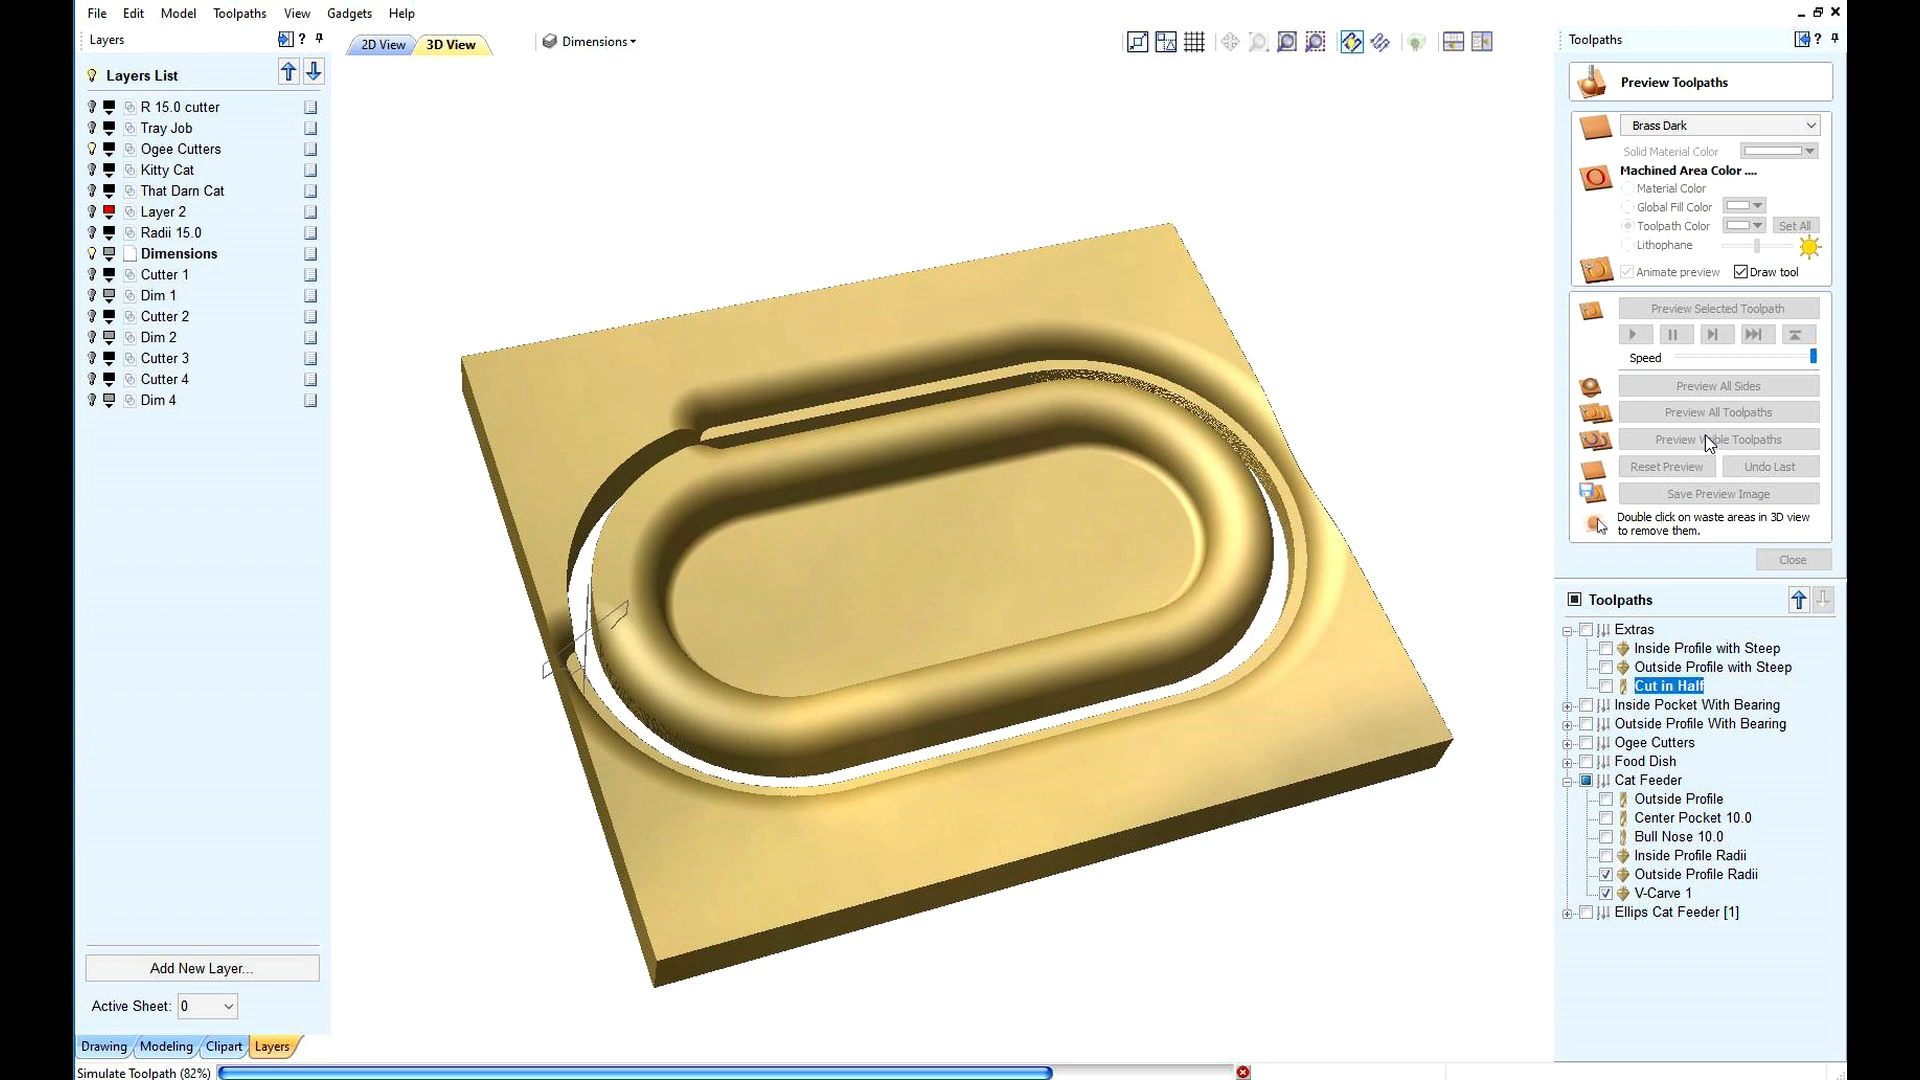 File Edit Model Toolpaths View Gadgets Help
Layers
?
2D View 3D View
Dimensions
Toolpaths
?
Layers List
R 15.0 cutter
Tray Job
Ogee Cutters
Kitty Cat
That Darn Cat
Layer 2
Radii 15.0
Dimensions
Cutter 1
Dim 1
Cutter 2
Dim 2
Cutter 3
Cutter 4
Dim 4
Add New Layer...
Active Sheet: 0
Drawing Modeling Clipart Layers
Simulate Toolpath (82%)
Preview Toolpaths
Brass Dark
Solid Material Color
Machined Area Color ....
Material Color
Global Fill Color
Toolpath Color Set All
Lithophane
Animate preview Draw tool
Preview Selected Toolpath
Speed
Preview All Sides
Preview All Toolpaths
Preview Toolpaths
Reset Preview Undo Last
Save Preview Image
Double click on waste areas in 3D view
to remove them.
Close
Toolpaths
Extras
Inside Profile with Steep
Outside Profile with Steep
Cut in Half
Inside Pocket With Bearing
Outside Profile With Bearing
Ogee Cutters
Food Dish
Cat Feeder
Outside Profile
Center Pocket 10.0
Bull Nose 10.0
Inside Profile Radii
Outside Profile Radii
V-Carve 1
Ellips Cat Feeder [1]